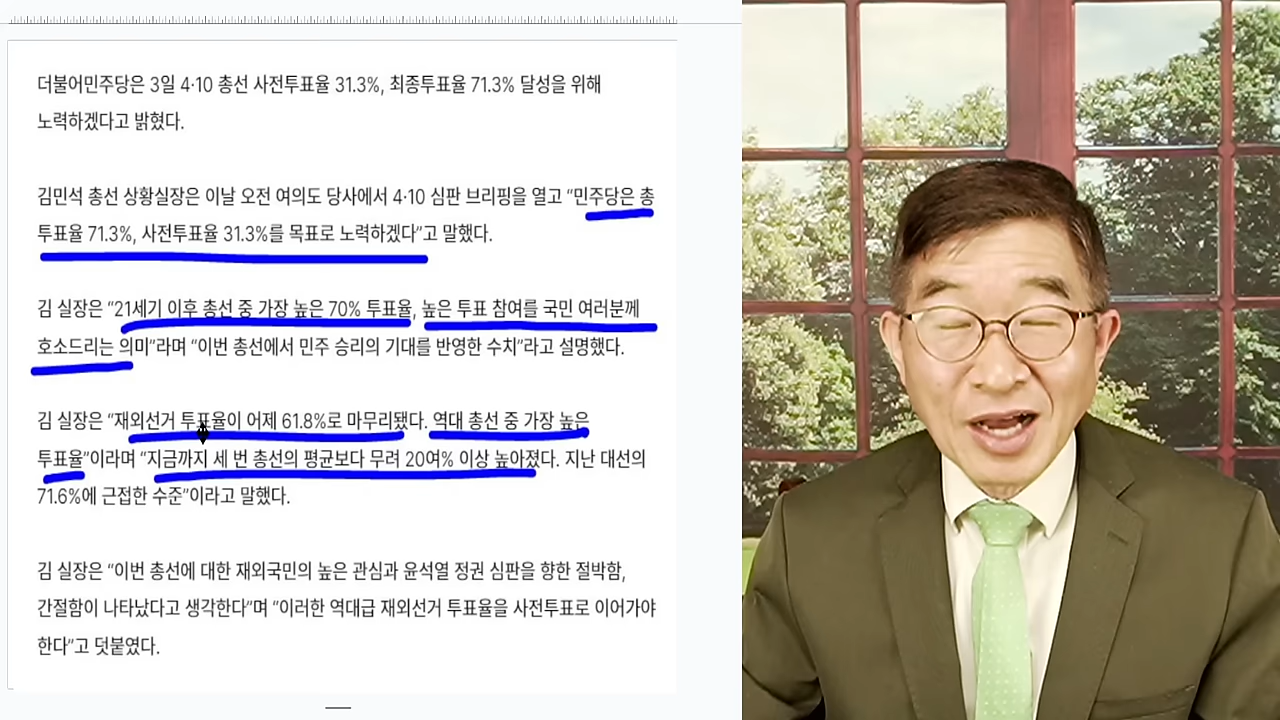 더불어민주당은 3일 4·10 총선 사전투표율 31.3%, 최종투표율 71.3% 달성을 위해
노력하겠다고 밝혔다.
김민석 총선 상황실장은 이날 오전 여의도 당사에서 4·10 심판 브리핑을 열고 “민주당은 총
투표율 71.3%, 사전투표율 31.3%를 목표로 노력하겠다”고 말했다.
김 실장은 “21세기 이후 총선 중 가장 높은 70% 투표율, 높은 투표 참여를 국민 여러분께
호소드리는 의미”라며 “이번 총선에서 민주 승리의 기대를 반영한 수치”라고 설명했다.
김 실장은 “재외선거 투표율이 어제 61.8%로 마무리됐다. 역대 총선 중 가장 높은
투표율”이라며 “지금까지 세 번 총선의 평균보다 무려 20여% 이상 높아졌다. 지난 대선의
71.6%에 근접한 수준”이라고 말했다.
김 실장은 “이번 총선에 대한 재외국민의 높은 관심과 윤석열 정권 심판을 향한 절박함,
간절함이 나타났다고 생각한다”며 “이러한 역대급 재외선거 투표율을 사전투표로 이어가야
한다”고 덧붙였다.